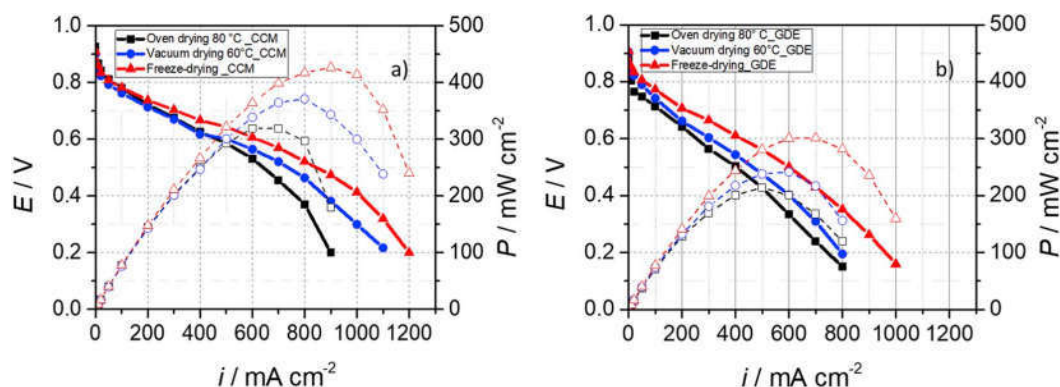 Oven drying 80 °C_CCM
Vacuum drying 60°C_CCM
Freeze-drying _CCM
a)
1.0
0.8
0.6
0.4
0.2
0.0
E / V
500
400
300
200
100
0
P / mW cm⁻²
0 200 400 600 800 1000 1200
i / mA cm⁻²
Oven drying 80° C_GDE
Vacuum drying 60°C_GDE
Freeze-drying_GDE
b)
1.0
0.8
0.6
0.4
0.2
0.0
E / V
500
400
300
200
100
0
P / mW cm⁻²
0 200 400 600 800 1000 1200
i / mA cm⁻²